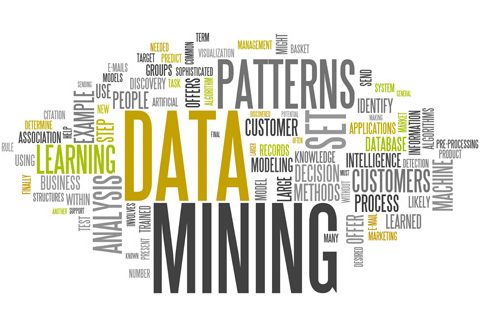 TERM
NEEDED
COMMON
MANAGEMENT
MIGHT
BASKET
TARGET
PREDICT
VISUALIZATION
E-MAILS
MODELS
GROUPS
SOPHISTICATED
SENDING
USE
DISCOVERY
TASK
OFFERS
ALGORITHM
PATTERNS
SEND
SYSTEM
GENERAL
CITATION
EXAMPLE
NEW
PEOPLE
ARTIFICIAL
DISCOVERED
POTENTIAL
SET
IDENTIFY
MAKING
DETERMINE
HELP
STEP
DATA
FINAL
CUSTOMER
APPLICATIONS
MARKET
INFORMATION
ALGORITHMS
RULE
ASSOCIATION
OFTEN
DATABASE
PRE-PROCESSING
USING
LEARNING
LARGER
RECORDS
KNOWLEDGE
INTELLIGENCE
DETECTION
PRODUCT
MODELING
DECISION
MUST
MACHINE
FINALLY
BUSINESS
ANALYSIS
MODEL
LARGE
METHODS
WITHOUT
CUSTOMERS
STRUCTURES
WITHIN
PROCESS
LIKELY
ANOTHER
SUPPORT
TEST
INVOLVES
TRAINED
MINING
MANY
OFFER
E-MAIL
LEARNED
MARKETING
KNOWN
PRESENT
DESIRED
NUMBER